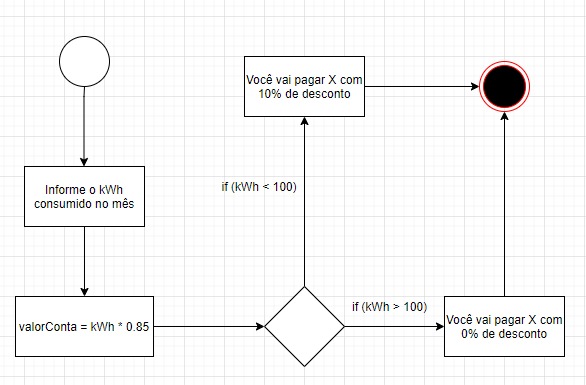 Você vai pagar X com
10% de desconto
if (kWh < 100)
Informe o kWh
consumido no mês
if (kWh > 100)
valorConta = kWh * 0.85
Você vai pagar X com
0% de desconto